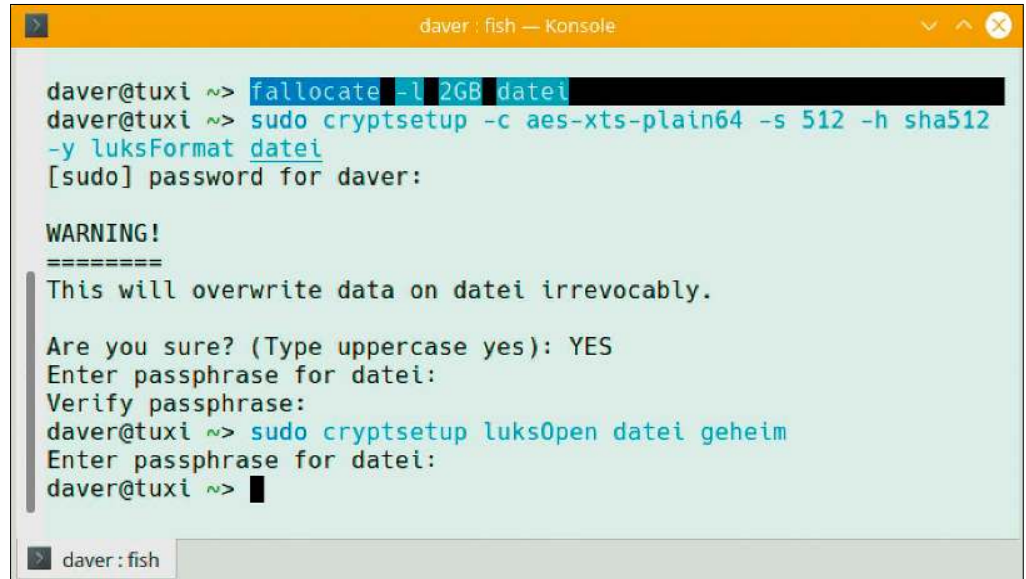 daver : fish — Konsole
daver@tuxi ~> fallocate -l 2GB datei
daver@tuxi ~> sudo cryptsetup -c aes-xts-plain64 -s 512 -h sha512
-y luksFormat datei
[sudo] password for daver:
WARNING!
========
This will overwrite data on datei irrevocably.
Are you sure? (Type uppercase yes): YES
Enter passphrase for datei:
Verify passphrase:
daver@tuxi ~> sudo cryptsetup luksOpen datei geheim
Enter passphrase for datei:
daver@tuxi ~>
daver : fish